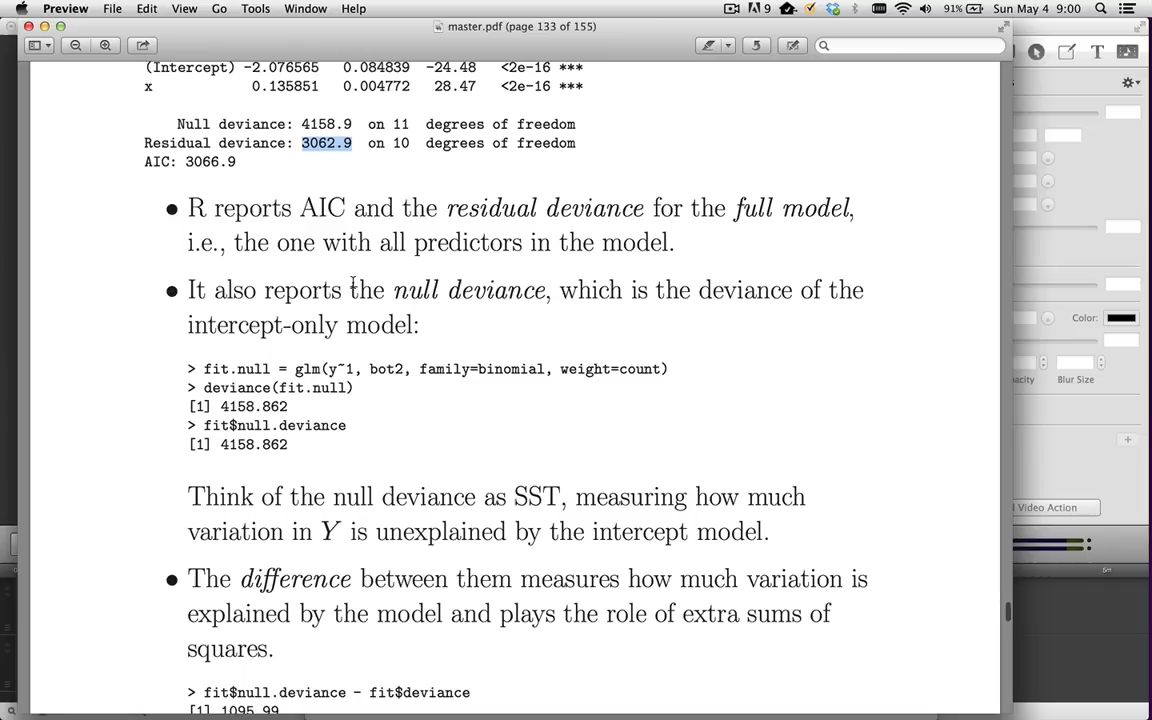 Preview File Edit View Go Tools Window Help
9 91% Sun May 4 9:00
master.pdf (page 133 of 155)
(Intercept) -2.076565 0.084839 -24.48 <2e-16 ***
x 0.135851 0.004772 28.47 <2e-16 ***
Null deviance: 4158.9 on 11 degrees of freedom
Residual deviance: 3062.9 on 10 degrees of freedom
AIC: 3066.9
• R reports AIC and the residual deviance for the full model,
i.e., the one with all predictors in the model.
• It also reports the null deviance, which is the deviance of the
intercept-only model:
> fit.null = glm(y~1, bot2, family=binomial, weight=count)
> deviance(fit.null)
[1] 4158.862
> fit$null.deviance
[1] 4158.862
Think of the null deviance as SST, measuring how much
variation in Y is unexplained by the intercept model.
• The difference between them measures how much variation is
explained by the model and plays the role of extra sums of
squares.
> fit$null.deviance - fit$deviance
[1] 1095.99
T
Color:
pacity Blur Size
Video Action